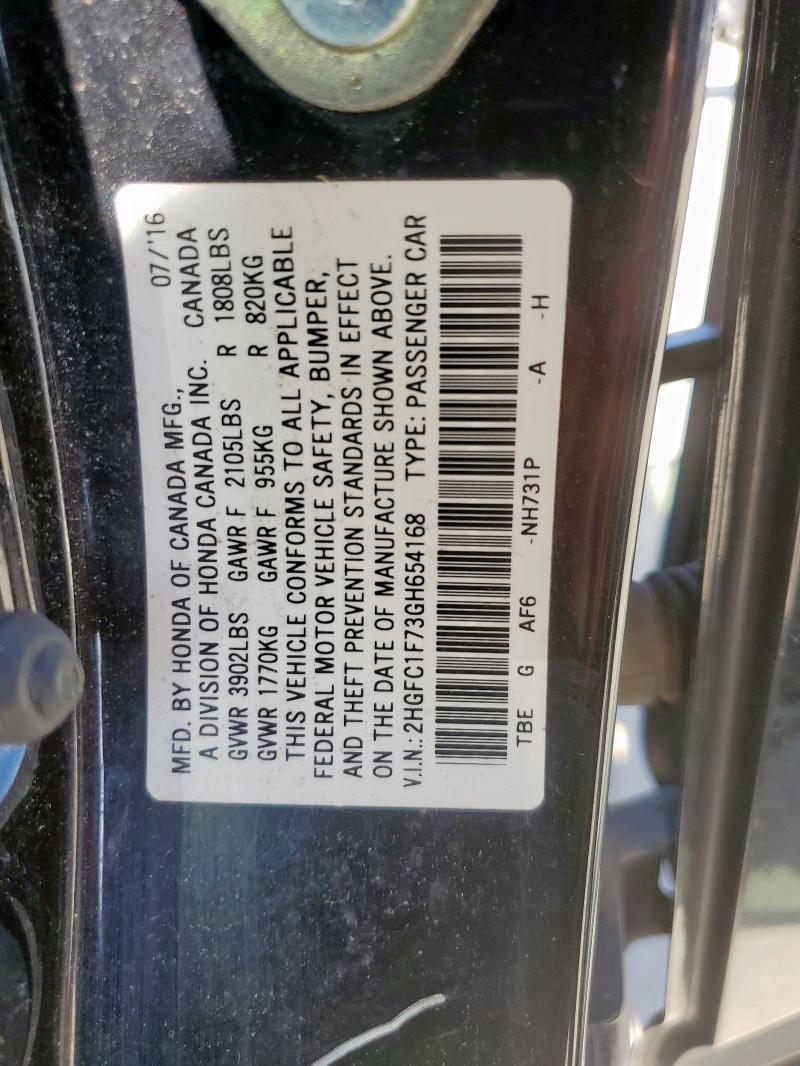 MFD. BY HONDA OF CANADA MFG., 07/'16
A DIVISION OF HONDA CANADA INC. CANADA
GVWR 3902LBS GAWR F 2105LBS R 1808LBS
GVWR 1770KG GAWR F 955KG R 820KG
THIS VEHICLE CONFORMS TO ALL APPLICABLE
FEDERAL MOTOR VEHICLE SAFETY, BUMPER,
AND THEFT PREVENTION STANDARDS IN EFFECT
ON THE DATE OF MANUFACTURE SHOWN ABOVE.
V.I.N.: 2HGFC1F73GH654168 TYPE: PASSENGER CAR
TBE G AF6 -NH731P -A -H